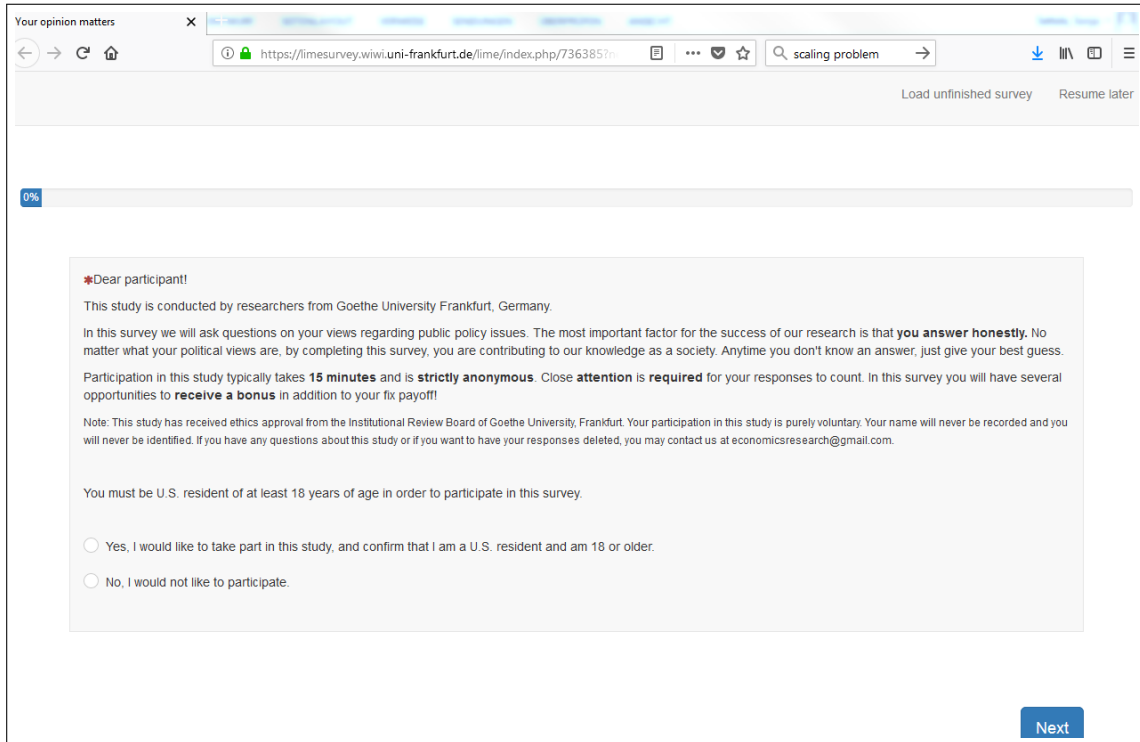 Your opinion matters
https://limesurvey.wiwi.uni-frankfurt.de/lime/index.php/736385?n
scaling problem
Load unfinished survey Resume later
0%
*Dear participant!
This study is conducted by researchers from Goethe University Frankfurt, Germany.
In this survey we will ask questions on your views regarding public policy issues. The most important factor for the success of our research is that you answer honestly. No
matter what your political views are, by completing this survey, you are contributing to our knowledge as a society. Anytime you don't know an answer, just give your best guess.
Participation in this study typically takes 15 minutes and is strictly anonymous. Close attention is required for your responses to count. In this survey you will have several
opportunities to receive a bonus in addition to your fix payoff!
Note: This study has received ethics approval from the Institutional Review Board of Goethe University, Frankfurt. Your participation in this study is purely voluntary. Your name will never be recorded and you
will never be identified. If you have any questions about this study or if you want to have your responses deleted, you may contact us at economicsresearch@gmail.com.
You must be U.S. resident of at least 18 years of age in order to participate in this survey.
Yes, I would like to take part in this study, and confirm that I am a U.S. resident and am 18 or older.
No, I would not like to participate.
Next